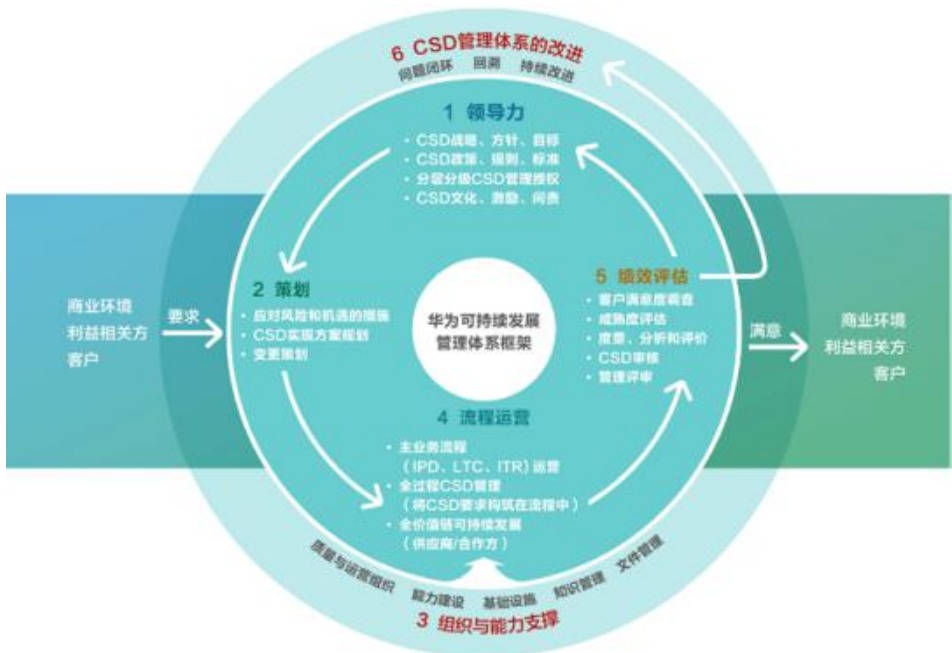 6 CSD管理体系的改进
问题闭环 回溯 持续改进
1 领导力
• CSD战略、方针、目标
• CSD政策、规则、标准
• 分层分级CSD管理授权
• CSD文化、激励、问责
商业环境
利益相关方
客户
要求
2 策划
• 应对风险和机遇的措施
• CSD实现方案规划
• 变更策划
华为可持续发展
管理体系框架
5 绩效评估
• 客户满意度调查
• 成熟度评估
• 度量、分析和评价
• CSD审核
• 管理评审
满意
商业环境
利益相关方
客户
4 流程运营
• 主业务流程
（IPD、LTC、ITR）运营
• 全过程CSD管理
（将CSD要求构筑在流程中）
• 全价值链可持续发展
（供应商/合作方）
质量与运营组织 能力建设 基础设施 知识管理 文件管理
3 组织与能力支撑